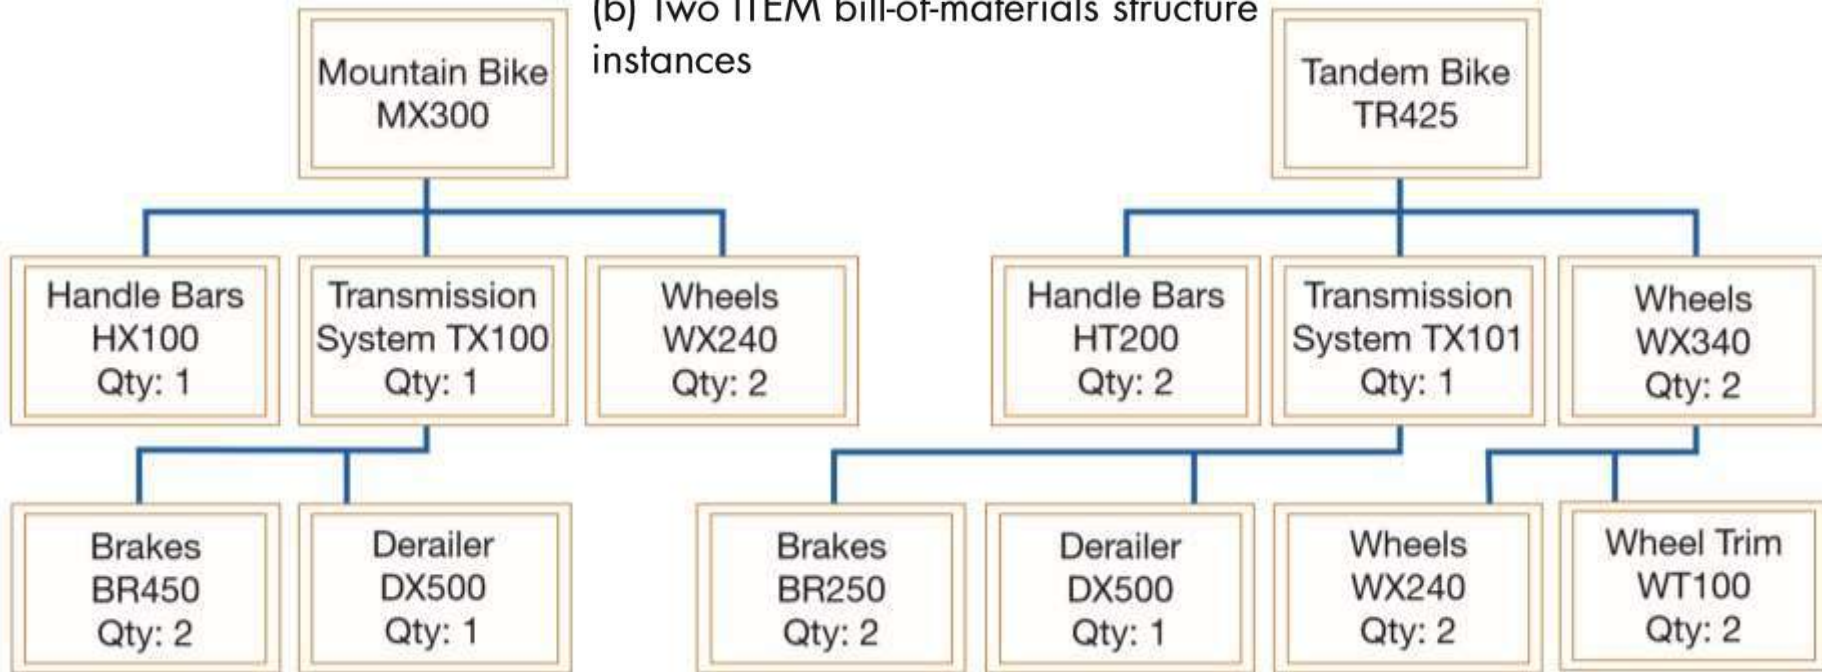 (b) Two ITEM bill-of-materials structure
instances
Mountain Bike
MX300
Tandem Bike
TR425
Handle Bars
HX100
Qty: 1
Transmission
System TX100
Qty: 1
Wheels
WX240
Qty: 2
Handle Bars
HT200
Qty: 2
Transmission
System TX101
Qty: 1
Wheels
WX340
Qty: 2
Brakes
BR450
Qty: 2
Derailer
DX500
Qty: 1
Brakes
BR250
Qty: 2
Derailer
DX500
Qty: 1
Wheels
WX240
Qty: 2
Wheel Trim
WT100
Qty: 2